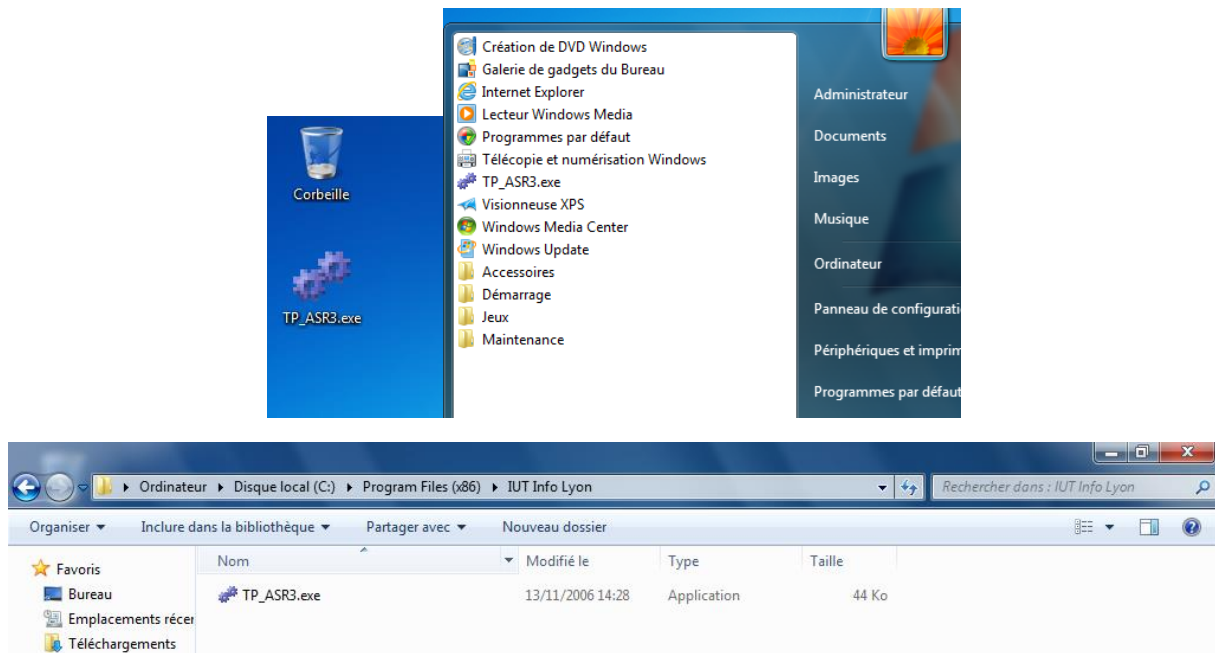 Corbeille
TP_ASR3.exe
Création de DVD Windows
Galerie de gadgets du Bureau
Internet Explorer
Lecteur Windows Media
Programmes par défaut
Télécopie et numérisation Windows
TP_ASR3.exe
Visionneuse XPS
Windows Media Center
Windows Update
Accessoires
Démarrage
Jeux
Maintenance
Administrateur
Documents
Images
Musique
Ordinateur
Panneau de configurati
Périphériques et imprim
Programmes par défaut
Ordinateur ▸ Disque local (C:) ▸ Program Files (x86) ▸ IUT Info Lyon
Rechercher dans : IUT Info Lyon
Organiser Inclure dans la bibliothèque Partager avec Nouveau dossier
Favoris
Bureau
Emplacements récer
Téléchargements
Nom Modifié le Type Taille
TP_ASR3.exe 13/11/2006 14:28 Application 44 Ko